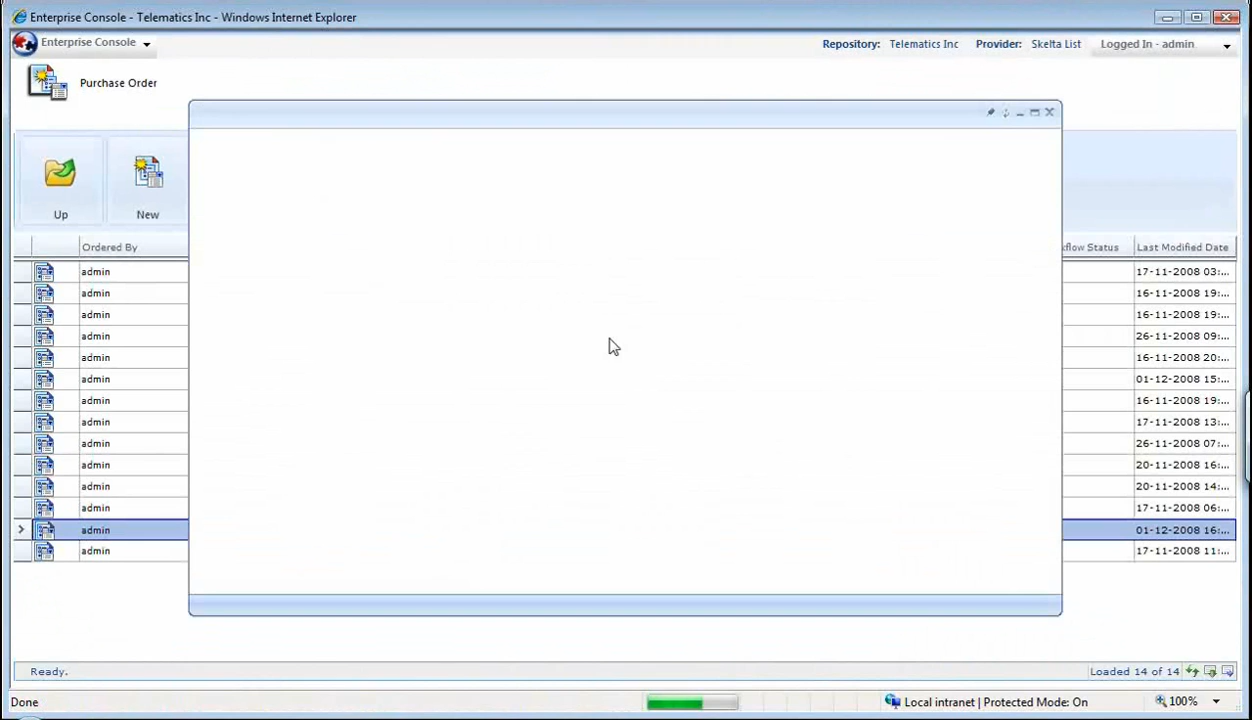 Enterprise Console - Telematics Inc - Windows Internet Explorer
Enterprise Console
Repository: Telematics Inc Provider: Skelta List Logged In - admin
Purchase Order
Up New
Ordered By flow Status Last Modified Date
admin 17-11-2008 03:...
admin 16-11-2008 19:...
admin 16-11-2008 19:...
admin 26-11-2008 09:...
admin 16-11-2008 20:...
admin 01-12-2008 15:...
admin 16-11-2008 19:...
admin 17-11-2008 13:...
admin 26-11-2008 07:...
admin 20-11-2008 16:...
admin 20-11-2008 14:...
admin 17-11-2008 06:...
admin 01-12-2008 16:...
admin 17-11-2008 11:...
Ready. Loaded 14 of 14
Done Local intranet | Protected Mode: On 100%